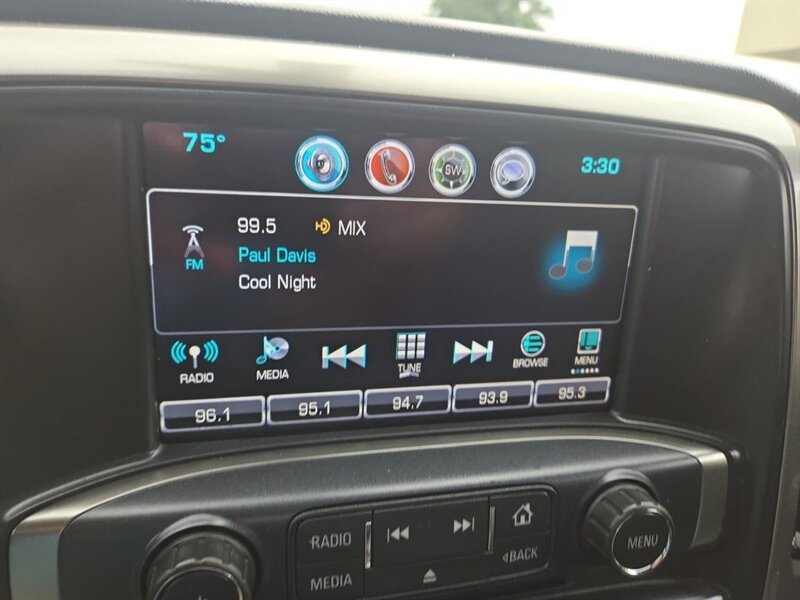 75°
SW
3:30
99.5 HD MIX
FM
Paul Davis
Cool Night
RADIO MEDIA TUNE BROWSE MENU
96.1 95.1 94.7 93.9 95.3
RADIO
MEDIA
BACK
MENU